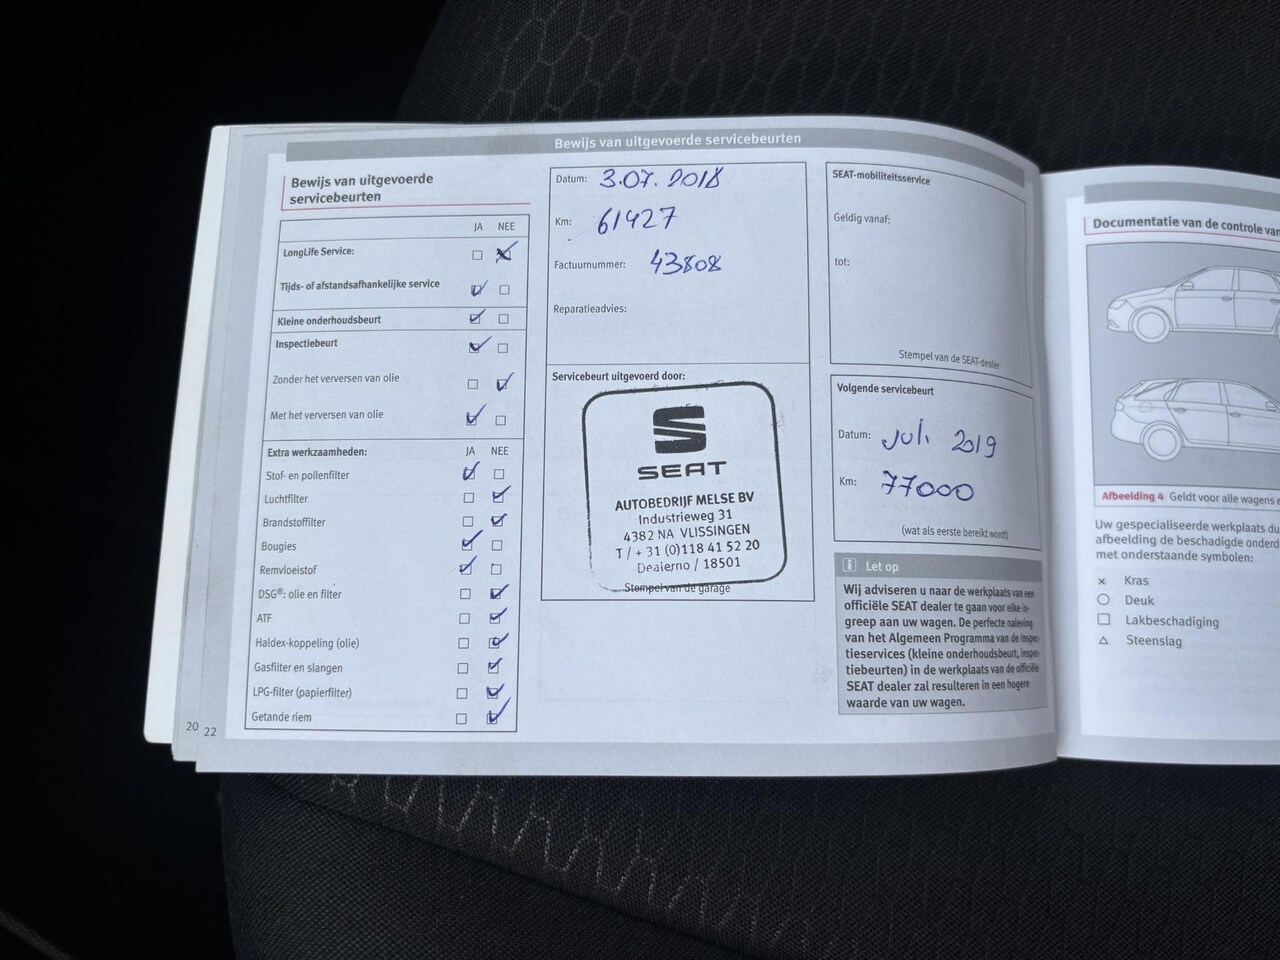 Bewijs van uitgevoerde servicebeurten
Bewijs van uitgevoerde
servicebeurten
JA NEE
LongLife Service:
Tijds- of afstandsafhankelijke service
Kleine onderhoudsbeurt
Inspectiebeurt
Zonder het verversen van olie
Met het verversen van olie
Extra werkzaamheden: JA NEE
Stof- en pollenfilter
Luchtfilter
Brandstoffilter
Bougies
Remvloeistof
DSG®: olie en filter
ATF
Haldex-koppeling (olie)
Gasfilter en slangen
LPG-filter (papierfilter)
Getande riem
20 22
Datum: 3.07.2018
Km: 61427
Factuurnummer: 43808
Reparatieadvies:
Servicebeurt uitgevoerd door:
SEAT
AUTOBEDRIJF MELSE BV
Industrieweg 31
4382 NA VLISSINGEN
T / + 31 (0)118 41 52 20
Dealerno / 18501
Stempel van de garage
SEAT-mobiliteitsservice
Geldig vanaf:
tot:
Stempel van de SEAT-dealer
Volgende servicebeurt
Datum: Juli 2019
Km: 77000
(wat als eerste bereikt wordt)
i Let op
Wij adviseren u naar de werkplaats van een
officiële SEAT dealer te gaan voor elke in-
greep aan uw wagen. De perfecte naleving
van het Algemeen Programma van de Inspec-
tieservices (kleine onderhoudsbeurt, inspec-
tiebeurten) in de werkplaats van de officiële
SEAT dealer zal resulteren in een hogere
waarde van uw wagen.
Documentatie van de controle van
Afbeelding 4 Geldt voor alle wagens
Uw gespecialiseerde werkplaats du
afbeelding de beschadigde onderd
met onderstaande symbolen:
Kras
Deuk
Lakbeschadiging
Steenslag